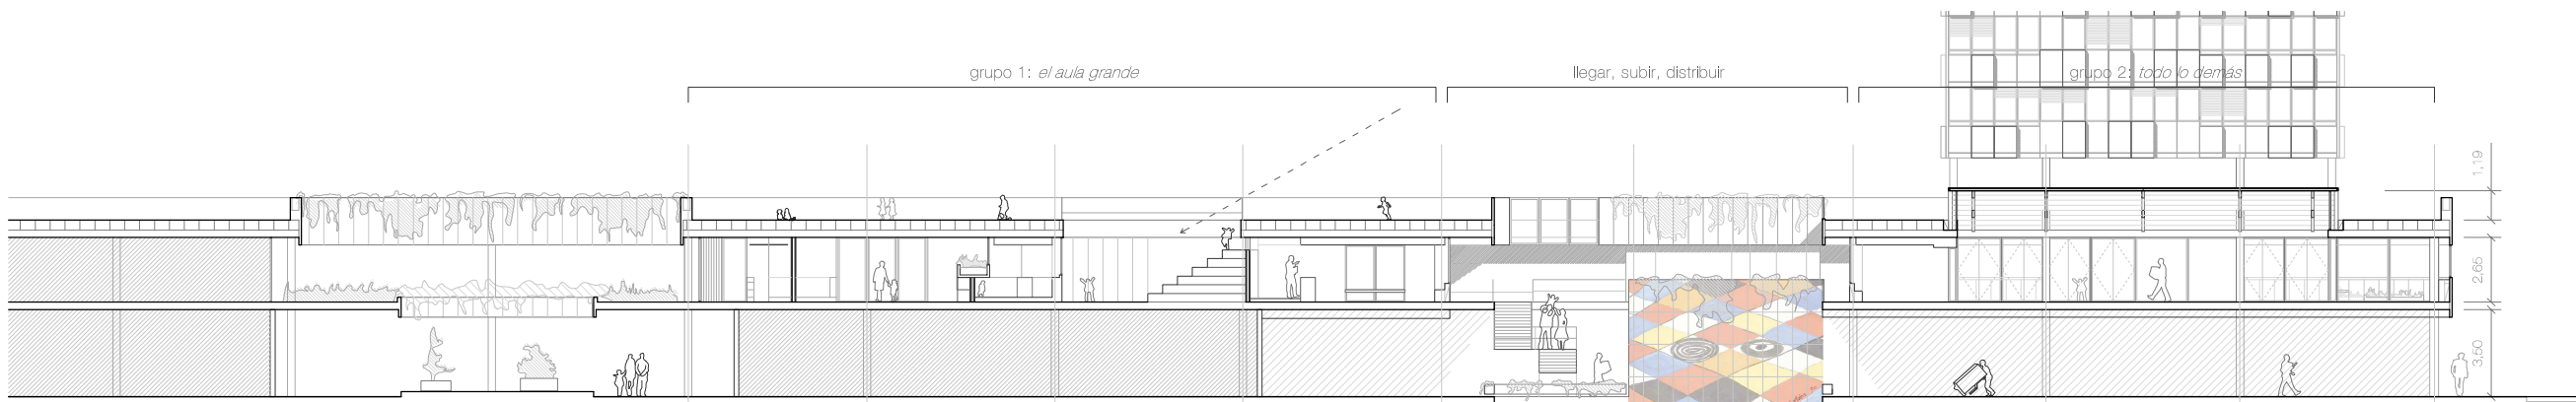 grupo 1: el aula grande
llegar, subir, distribuir
grupo 2: todo lo demás
1,19
2,65
3,50